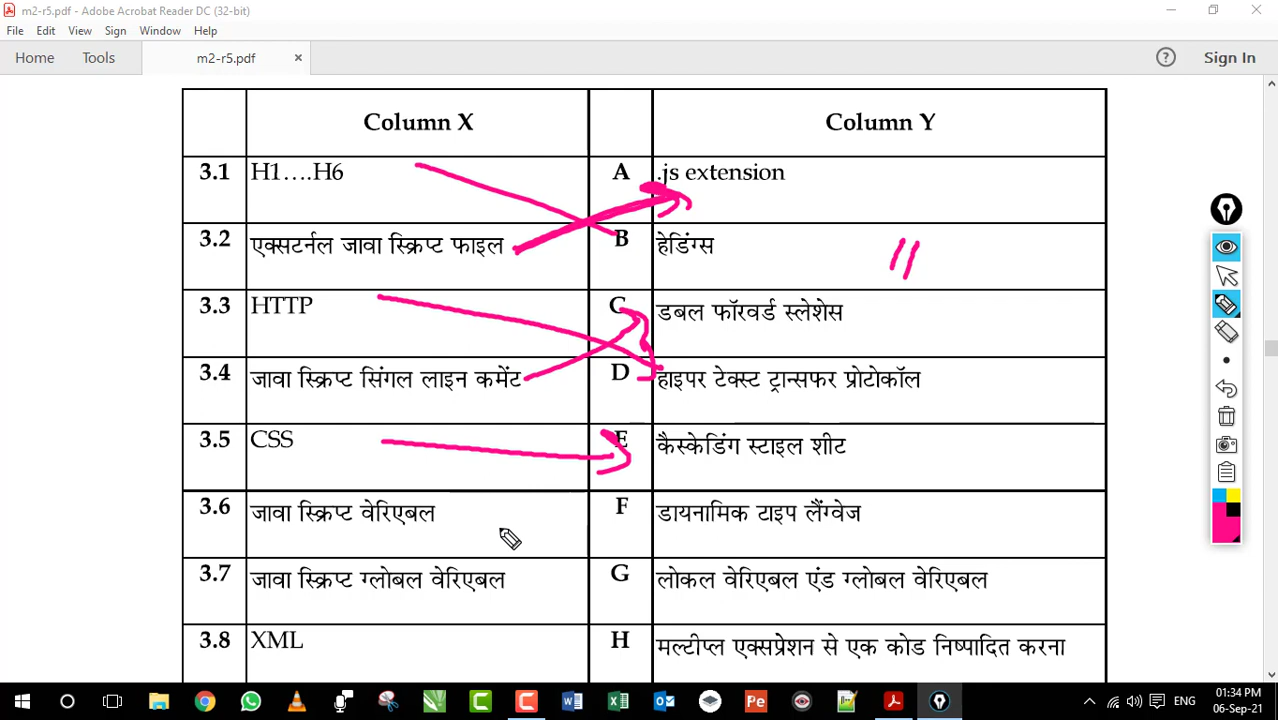 m2-r5.pdf - Adobe Acrobat Reader DC (32-bit)
File Edit View Sign Window Help
Home Tools m2-r5.pdf × ? Sign In
Column X Column Y
3.1 H1….H6 A .js extension
3.2 एक्सटर्नल जावा स्क्रिप्ट फाइल B हेडिंग्स
3.3 HTTP C डबल फॉरवर्ड स्लेशेस
3.4 जावा स्क्रिप्ट सिंगल लाइन कमेंट D हाइपर टेक्स्ट ट्रान्सफर प्रोटोकॉल
3.5 CSS E कैस्केडिंग स्टाइल शीट
3.6 जावा स्क्रिप्ट वेरिएबल F डायनामिक टाइप लैंग्वेज
3.7 जावा स्क्रिप्ट ग्लोबल वेरिएबल G लोकल वेरिएबल एंड ग्लोबल वेरिएबल
3.8 XML H मल्टीप्ल एक्सप्रेशन से एक कोड निष्पादित करना
ENG 01:34 PM
06-Sep-21